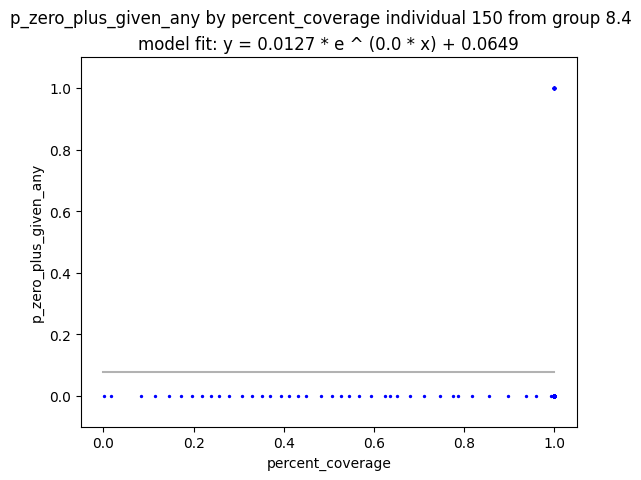 p_zero_plus_given_any by percent_coverage individual 150 from group 8.4
model fit: y = 0.0127 * e ^ (0.0 * x) + 0.0649
1.0
0.8
0.6
0.4
0.2
0.0
p_zero_plus_given_any
0.0 0.2 0.4 0.6 0.8 1.0
percent_coverage